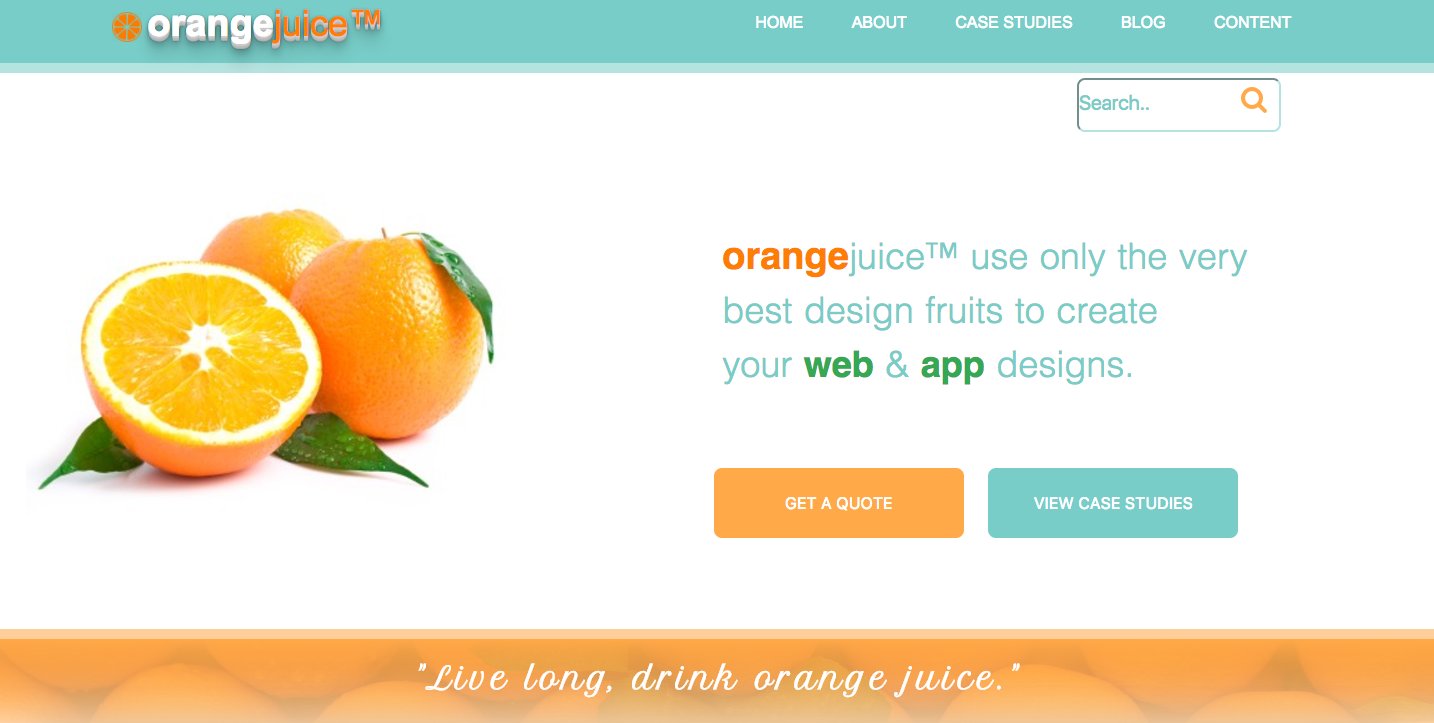 orangejuice™
HOME ABOUT CASE STUDIES BLOG CONTENT
Search..
orangejuice™ use only the very
best design fruits to create
your web & app designs.
GET A QUOTE VIEW CASE STUDIES
"Live long, drink orange juice."